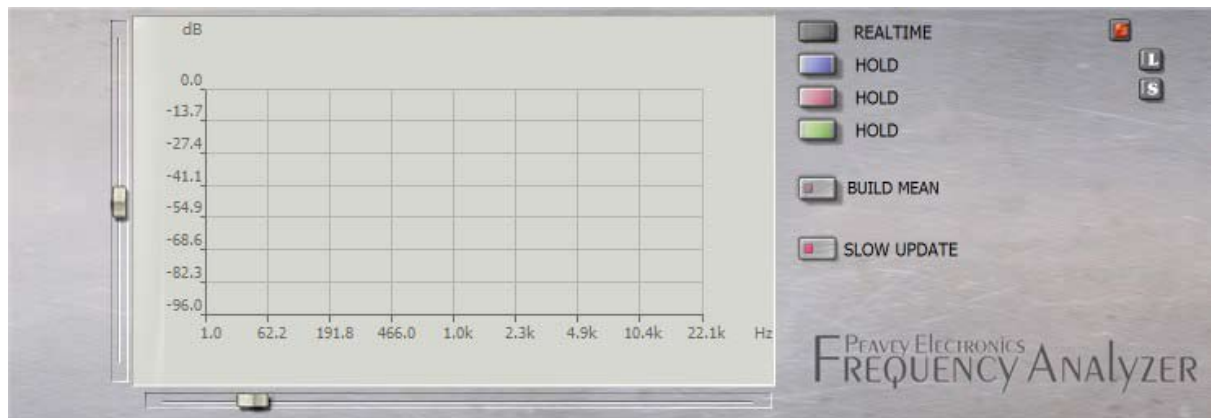 dB
0.0
-13.7
-27.4
-41.1
-54.9
-68.6
-82.3
-96.0
1.0 62.2 191.8 466.0 1.0k 2.3k 4.9k 10.4k 22.1k Hz
REALTIME
HOLD
HOLD
HOLD
BUILD MEAN
SLOW UPDATE
L
S
PEAVEY ELECTRONICS
FREQUENCY ANALYZER